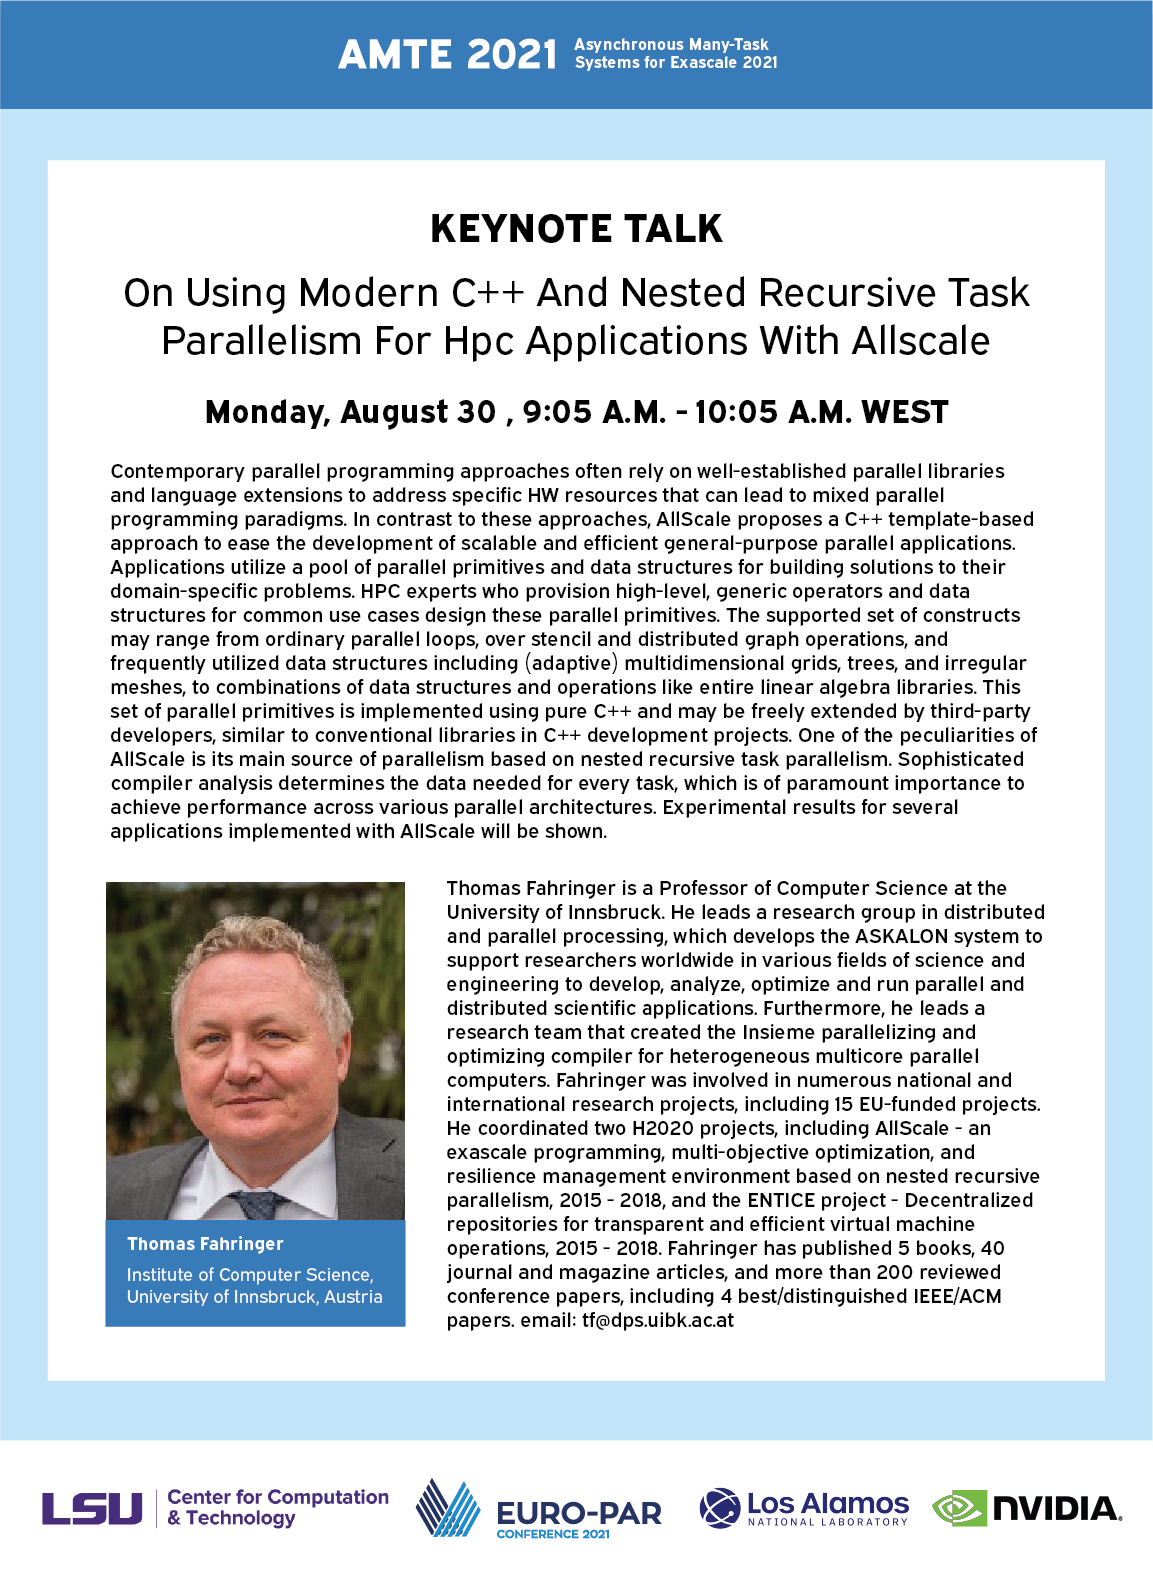 AMTE 2021
Asynchronous Many-Task
Systems for Exascale 2021
KEYNOTE TALK
On Using Modern C++ And Nested Recursive Task
Parallelism For Hpc Applications With Allscale
Monday, August 30 , 9:05 A.M. - 10:05 A.M. WEST
Contemporary parallel programming approaches often rely on well-established parallel libraries
and language extensions to address specific HW resources that can lead to mixed parallel
programming paradigms. In contrast to these approaches, AllScale proposes a C++ template-based
approach to ease the development of scalable and efficient general-purpose parallel applications.
Applications utilize a pool of parallel primitives and data structures for building solutions to their
domain-specific problems. HPC experts who provision high-level, generic operators and data
structures for common use cases design these parallel primitives. The supported set of constructs
may range from ordinary parallel loops, over stencil and distributed graph operations, and
frequently utilized data structures including (adaptive) multidimensional grids, trees, and irregular
meshes, to combinations of data structures and operations like entire linear algebra libraries. This
set of parallel primitives is implemented using pure C++ and may be freely extended by third-party
developers, similar to conventional libraries in C++ development projects. One of the peculiarities of
AllScale is its main source of parallelism based on nested recursive task parallelism. Sophisticated
compiler analysis determines the data needed for every task, which is of paramount importance to
achieve performance across various parallel architectures. Experimental results for several
applications implemented with AllScale will be shown.
Thomas Fahringer is a Professor of Computer Science at the
University of Innsbruck. He leads a research group in distributed
and parallel processing, which develops the ASKALON system to
support researchers worldwide in various fields of science and
engineering to develop, analyze, optimize and run parallel and
distributed scientific applications. Furthermore, he leads a
research team that created the Insieme parallelizing and
optimizing compiler for heterogeneous multicore parallel
computers. Fahringer was involved in numerous national and
international research projects, including 15 EU-funded projects.
He coordinated two H2020 projects, including AllScale - an
exascale programming, multi-objective optimization, and
resilience management environment based on nested recursive
parallelism, 2015 - 2018, and the ENTICE project - Decentralized
repositories for transparent and efficient virtual machine
operations, 2015 - 2018. Fahringer has published 5 books, 40
journal and magazine articles, and more than 200 reviewed
conference papers, including 4 best/distinguished IEEE/ACM
papers. email: tf@dps.uibk.ac.at
Thomas Fahringer
Institute of Computer Science,
University of Innsbruck, Austria
LSU
Center for Computation
& Technology
EURO-PAR
CONFERENCE 2021
Los Alamos
NATIONAL LABORATORY
NVIDIA®